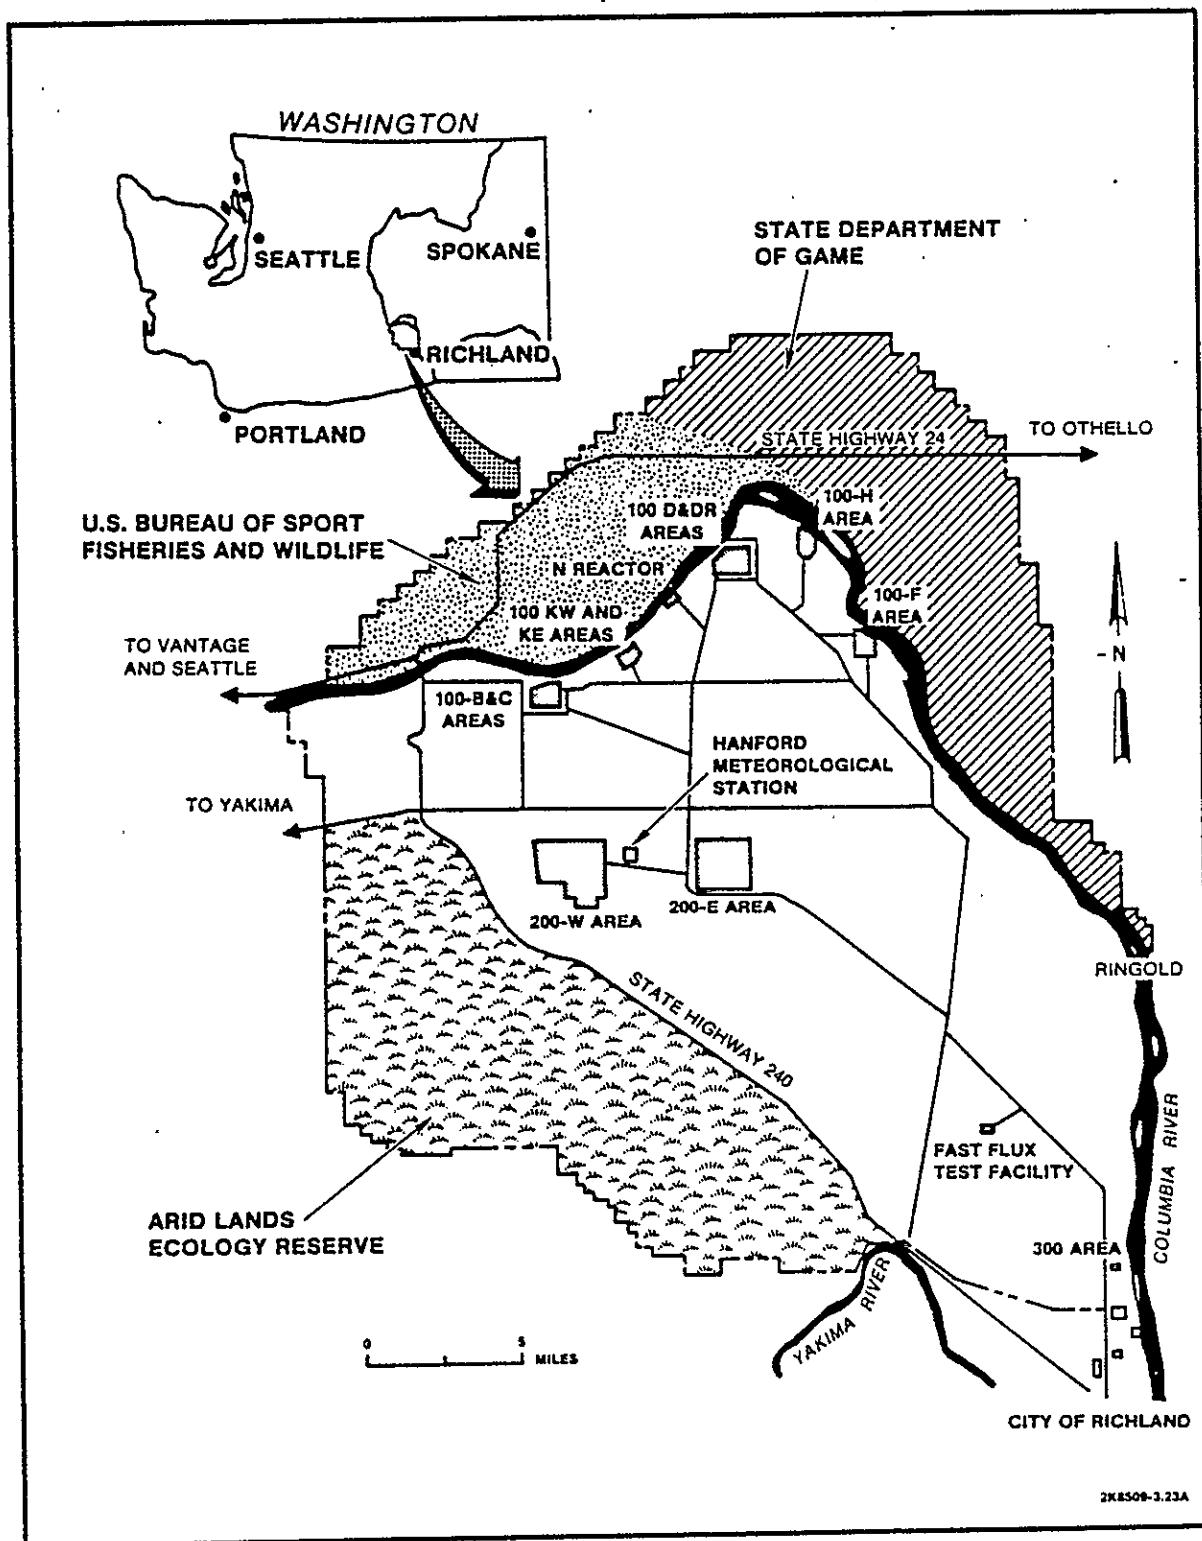 WASHINGTON
SEATTLE
SPOKANE
RICHLAND
PORTLAND
STATE DEPARTMENT
OF GAME
STATE HIGHWAY 24
TO OTHELLO
U.S. BUREAU OF SPORT
FISHERIES AND WILDLIFE
100 D&DR
AREAS
100-H
AREA
N REACTOR
100-F
AREA
100 KW AND
KE AREAS
TO VANTAGE
AND SEATTLE
N
100-B&C
AREAS
HANFORD
METEOROLOGICAL
STATION
TO YAKIMA
200-W AREA
200-E AREA
RINGOLD
STATE HIGHWAY 240
FAST FLUX
TEST FACILITY
COLUMBIA RIVER
ARID LANDS
ECOLOGY RESERVE
300 AREA
YAKIMA RIVER
0 5
MILES
CITY OF RICHLAND
2K8509-3.23A